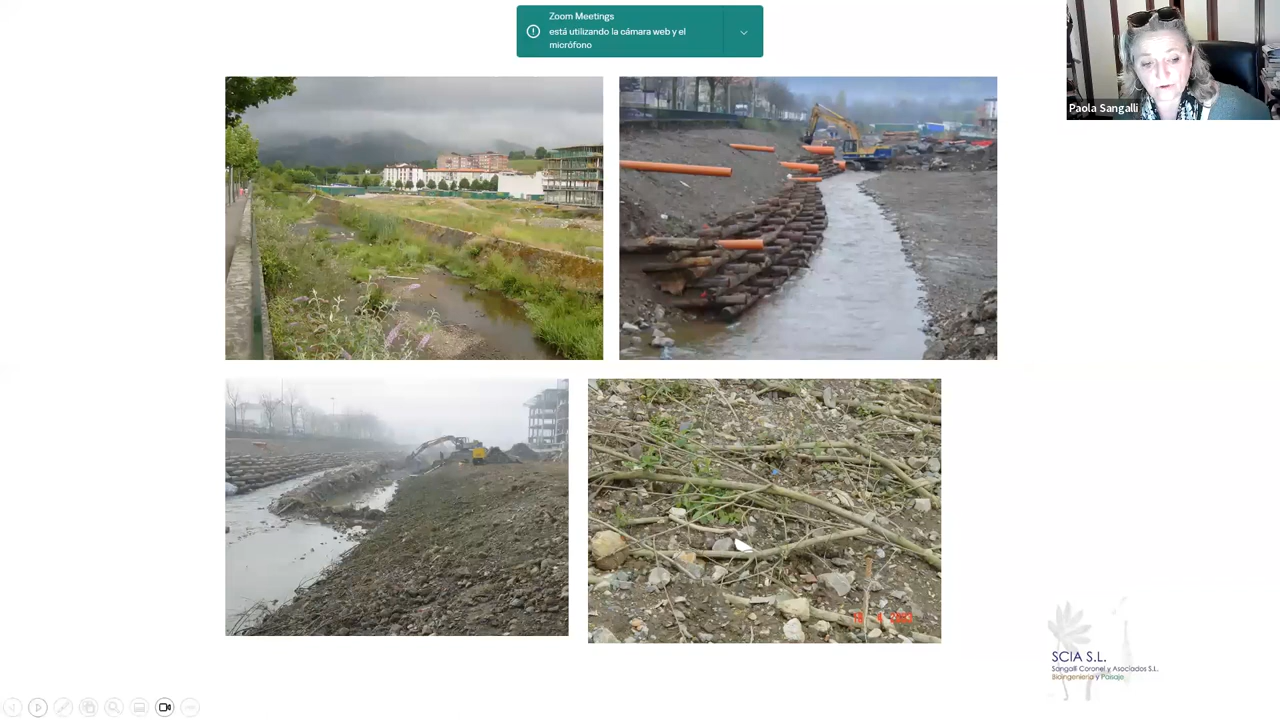 Zoom Meetings
está utilizando la cámara web y el
micrófono
Paola Sangalli
SCIA S.L.
Sangalli Coronel y Asociados S.L.
Bioingeniería y Paisaje